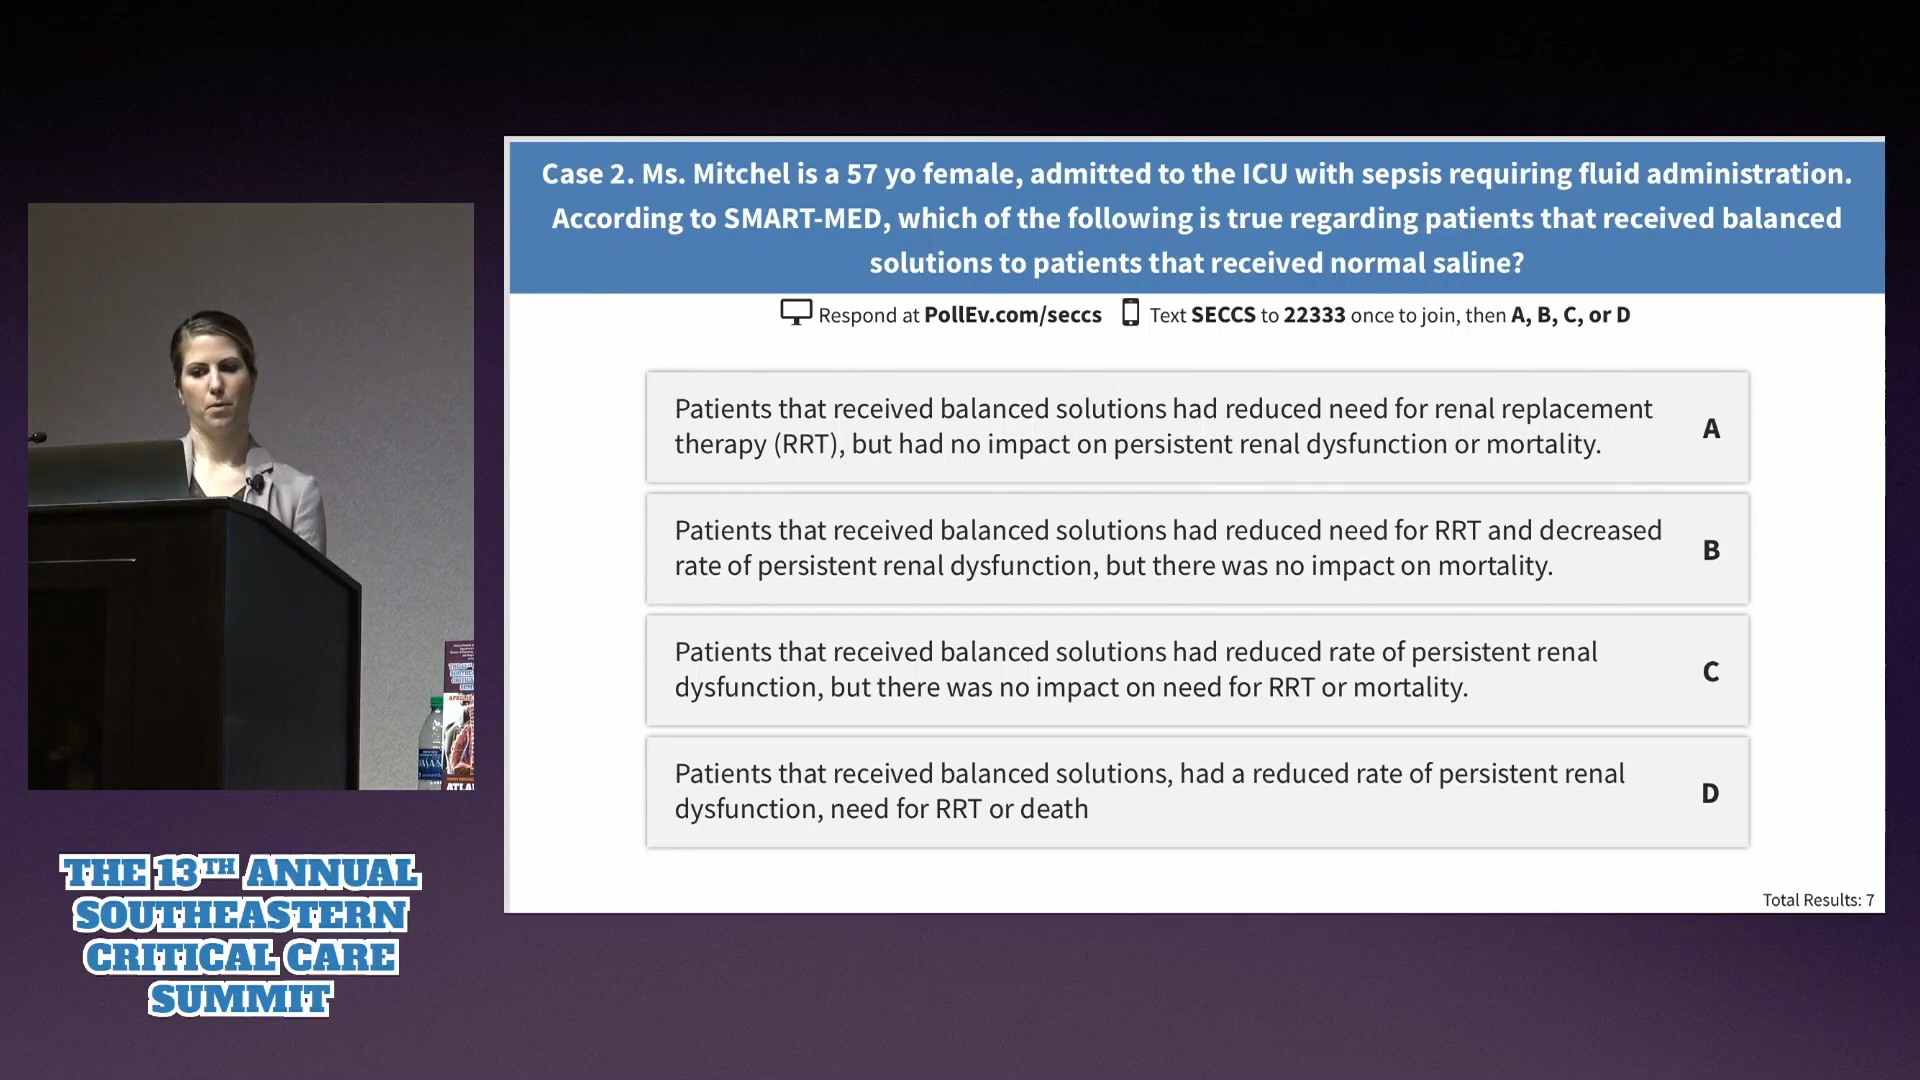 Case 2. Ms. Mitchel is a 57 yo female, admitted to the ICU with sepsis requiring fluid administration.
According to SMART-MED, which of the following is true regarding patients that received balanced
solutions to patients that received normal saline?
Respond at PollEv.com/seccs Text SECCS to 22333 once to join, then A, B, C, or D
Patients that received balanced solutions had reduced need for renal replacement
therapy (RRT), but had no impact on persistent renal dysfunction or mortality.
A
Patients that received balanced solutions had reduced need for RRT and decreased
rate of persistent renal dysfunction, but there was no impact on mortality.
B
Patients that received balanced solutions had reduced rate of persistent renal
dysfunction, but there was no impact on need for RRT or mortality.
C
Patients that received balanced solutions, had a reduced rate of persistent renal
dysfunction, need for RRT or death
D
Total Results: 7
THE 13TH ANNUAL
SOUTHEASTERN
CRITICAL CARE
SUMMIT